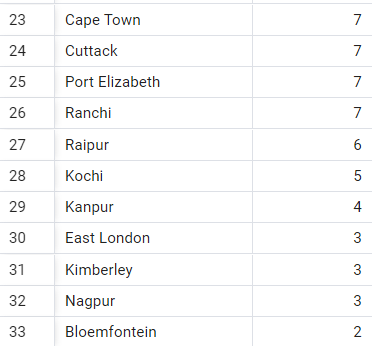 23 Cape Town 7
24 Cuttack 7
25 Port Elizabeth 7
26 Ranchi 7
27 Raipur 6
28 Kochi 5
29 Kanpur 4
30 East London 3
31 Kimberley 3
32 Nagpur 3
33 Bloemfontein 2